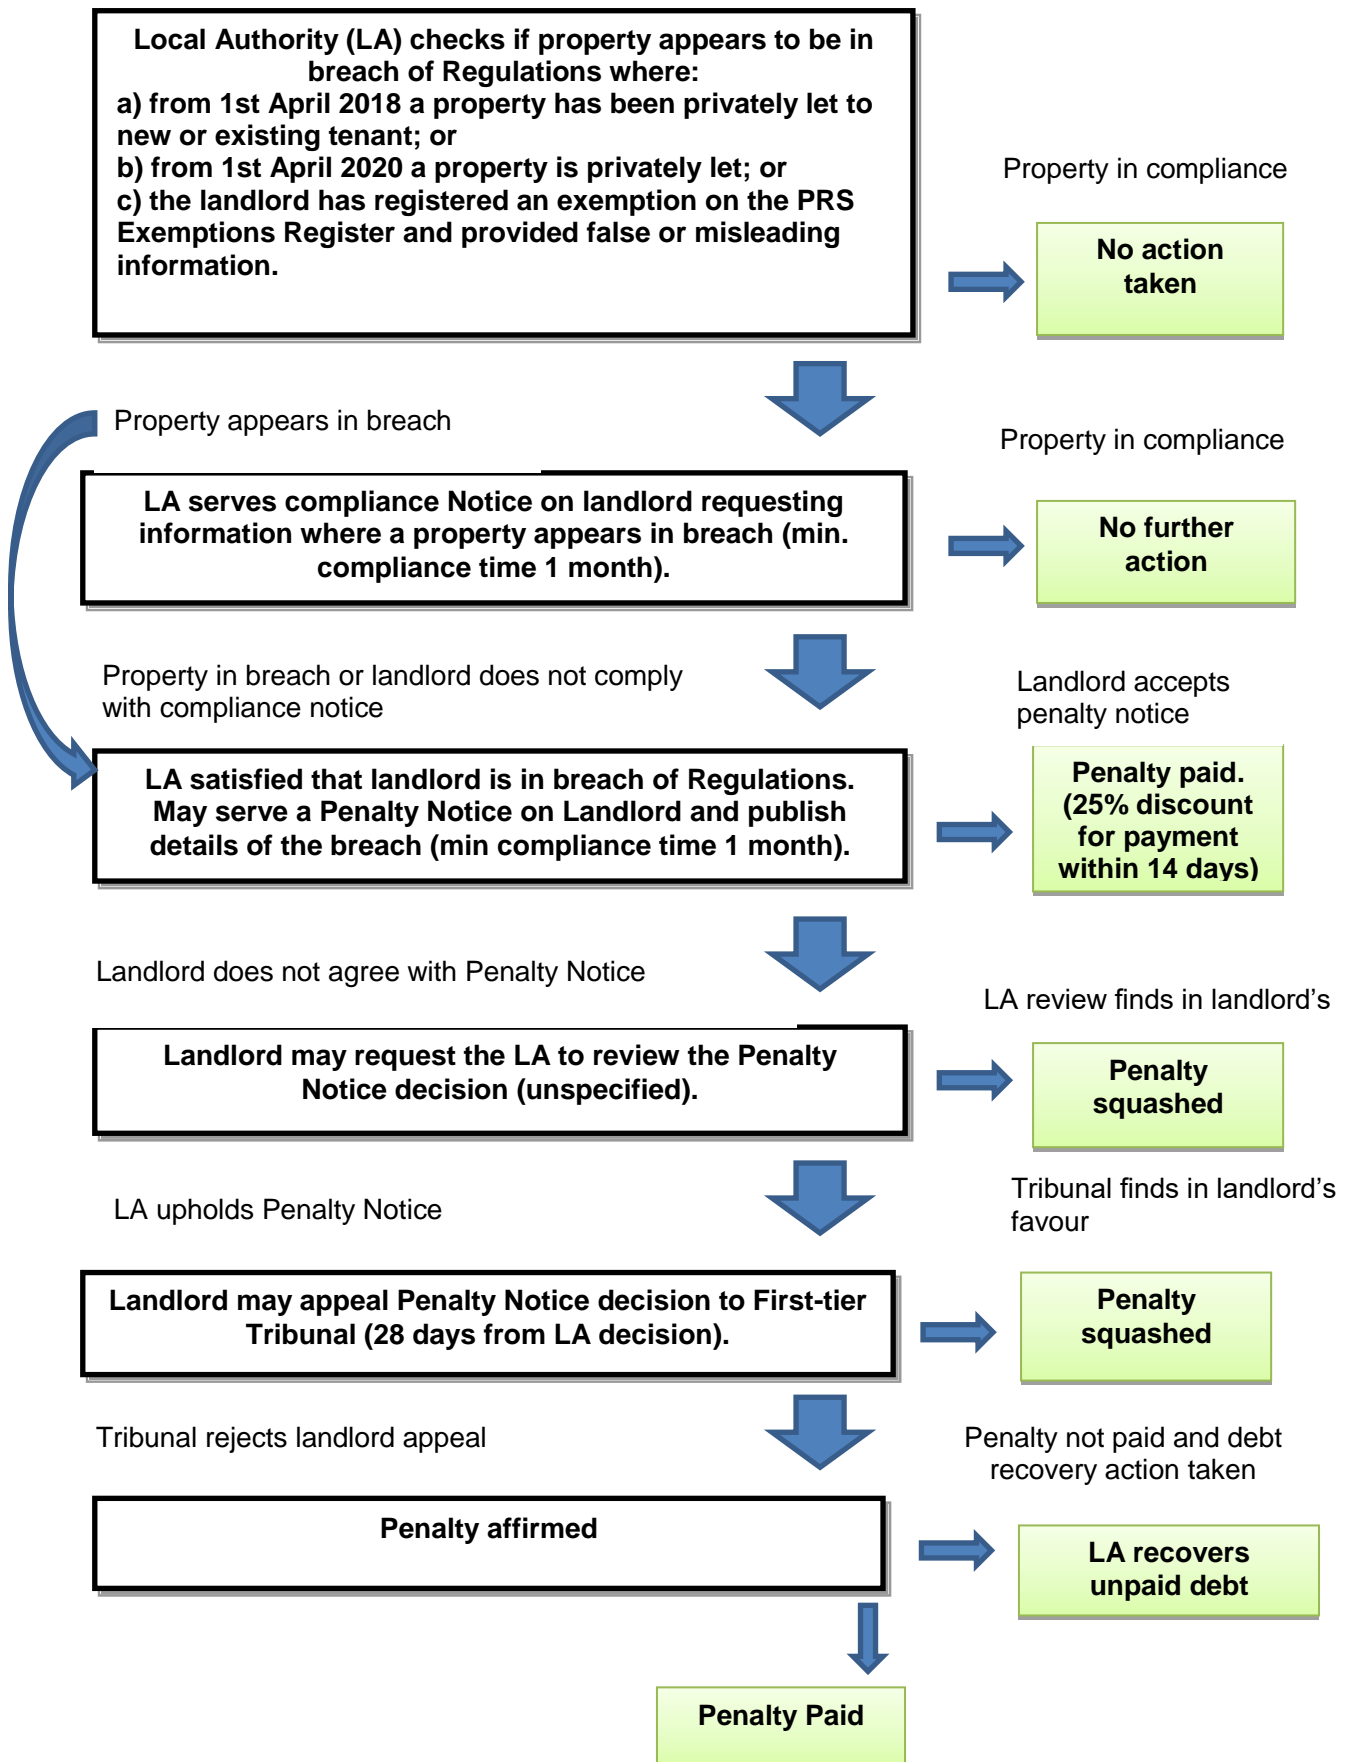 Local Authority (LA) checks if property appears to be in
breach of Regulations where:
a) from 1st April 2018 a property has been privately let to
new or existing tenant; or
b) from 1st April 2020 a property is privately let; or
c) the landlord has registered an exemption on the PRS
Exemptions Register and provided false or misleading
information.
Property in compliance
No action
taken
Property appears in breach
Property in compliance
LA serves compliance Notice on landlord requesting
information where a property appears in breach (min.
compliance time 1 month).
No further
action
Property in breach or landlord does not comply
with compliance notice
Landlord accepts
penalty notice
LA satisfied that landlord is in breach of Regulations.
May serve a Penalty Notice on Landlord and publish
details of the breach (min compliance time 1 month).
Penalty paid.
(25% discount
for payment
within 14 days)
Landlord does not agree with Penalty Notice
LA review finds in landlord’s
Landlord may request the LA to review the Penalty
Notice decision (unspecified).
Penalty
squashed
LA upholds Penalty Notice
Tribunal finds in landlord’s
favour
Landlord may appeal Penalty Notice decision to First-tier
Tribunal (28 days from LA decision).
Penalty
squashed
Tribunal rejects landlord appeal
Penalty not paid and debt
recovery action taken
Penalty affirmed
LA recovers
unpaid debt
Penalty Paid